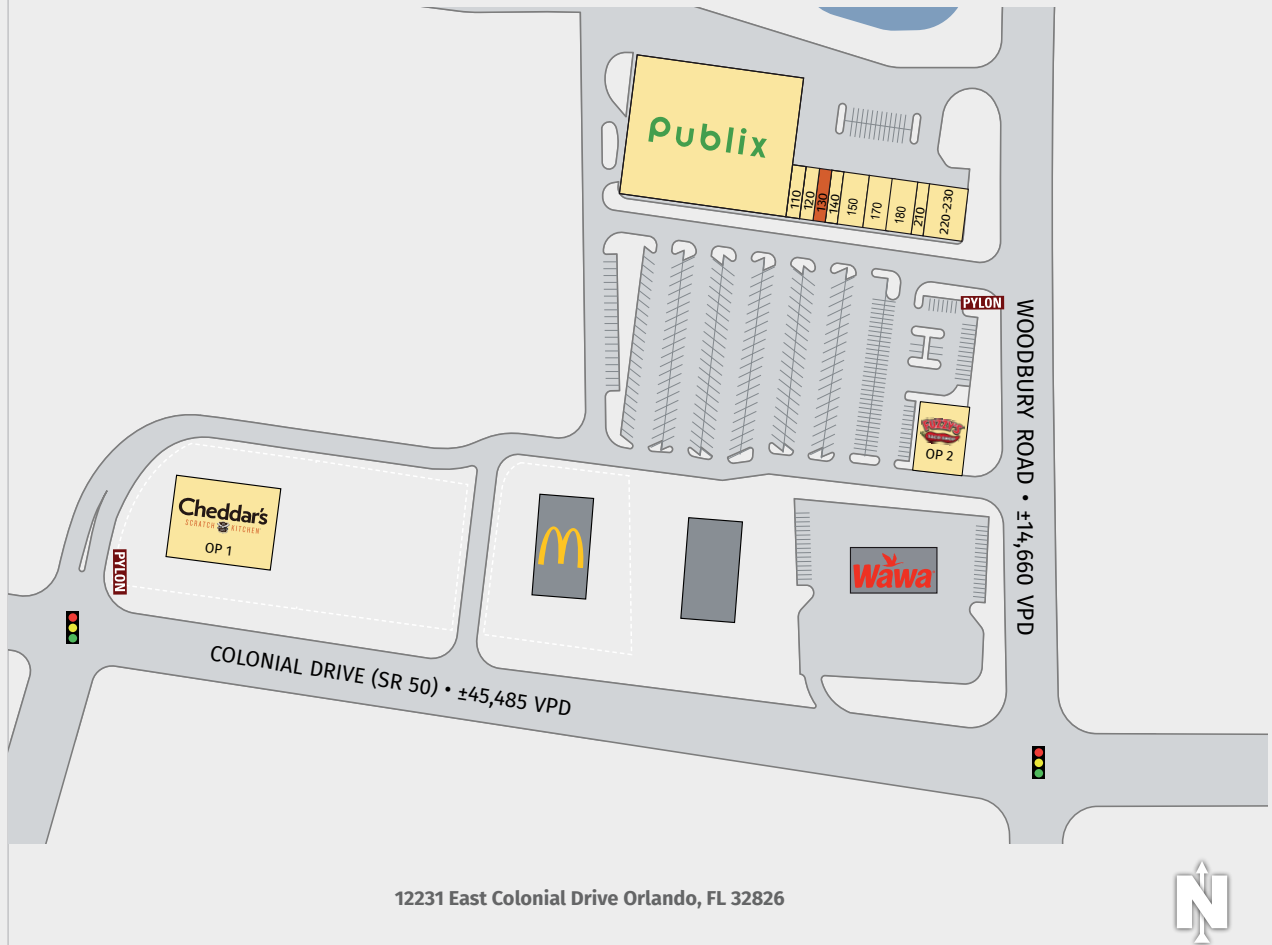 Publix
110
120
130
140
150
170
180
210
220-230
PYLON
WOODBURY ROAD • ±14,660 VPD
OP 2
Cheddar's
SCRATCH KITCHEN
OP 1
PYLON
Wawa
COLONIAL DRIVE (SR 50) • ±45,485 VPD
12231 East Colonial Drive Orlando, FL 32826
N